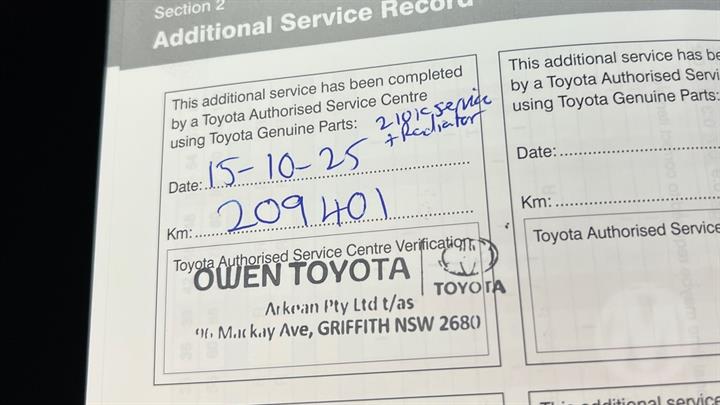 Section 2
Additional Service Record
This additional service has been completed
by a Toyota Authorised Service Centre
using Toyota Genuine Parts: 210K service
+ Radiator
Date: 15-10-25
Km: 209401
Toyota Authorised Service Centre Verification:
OWEN TOYOTA
TOYOTA
Arkean Pty Ltd t/as
Mackay Ave, GRIFFITH NSW 2680
This additional service has be
by a Toyota Authorised Servi
using Toyota Genuine Parts:
Date:
Km:
Toyota Authorised Service
additional service